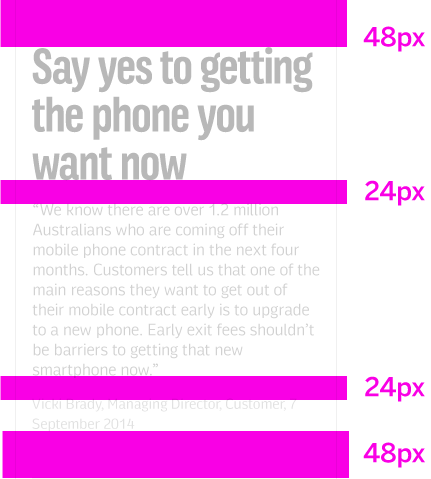 48px
Say yes to getting
the phone you
want now
24px
“We know there are over 1.2 million
Australians who are coming off their
mobile phone contract in the next four
months. Customers tell us that one of the
main reasons they want to get out of
their mobile contract early is to upgrade
to a new phone. Early exit fees shouldn’t
be barriers to getting that new
smartphone now.”
24px
Vicki Brady, Managing Director, Customer, 7
September 2014
48px